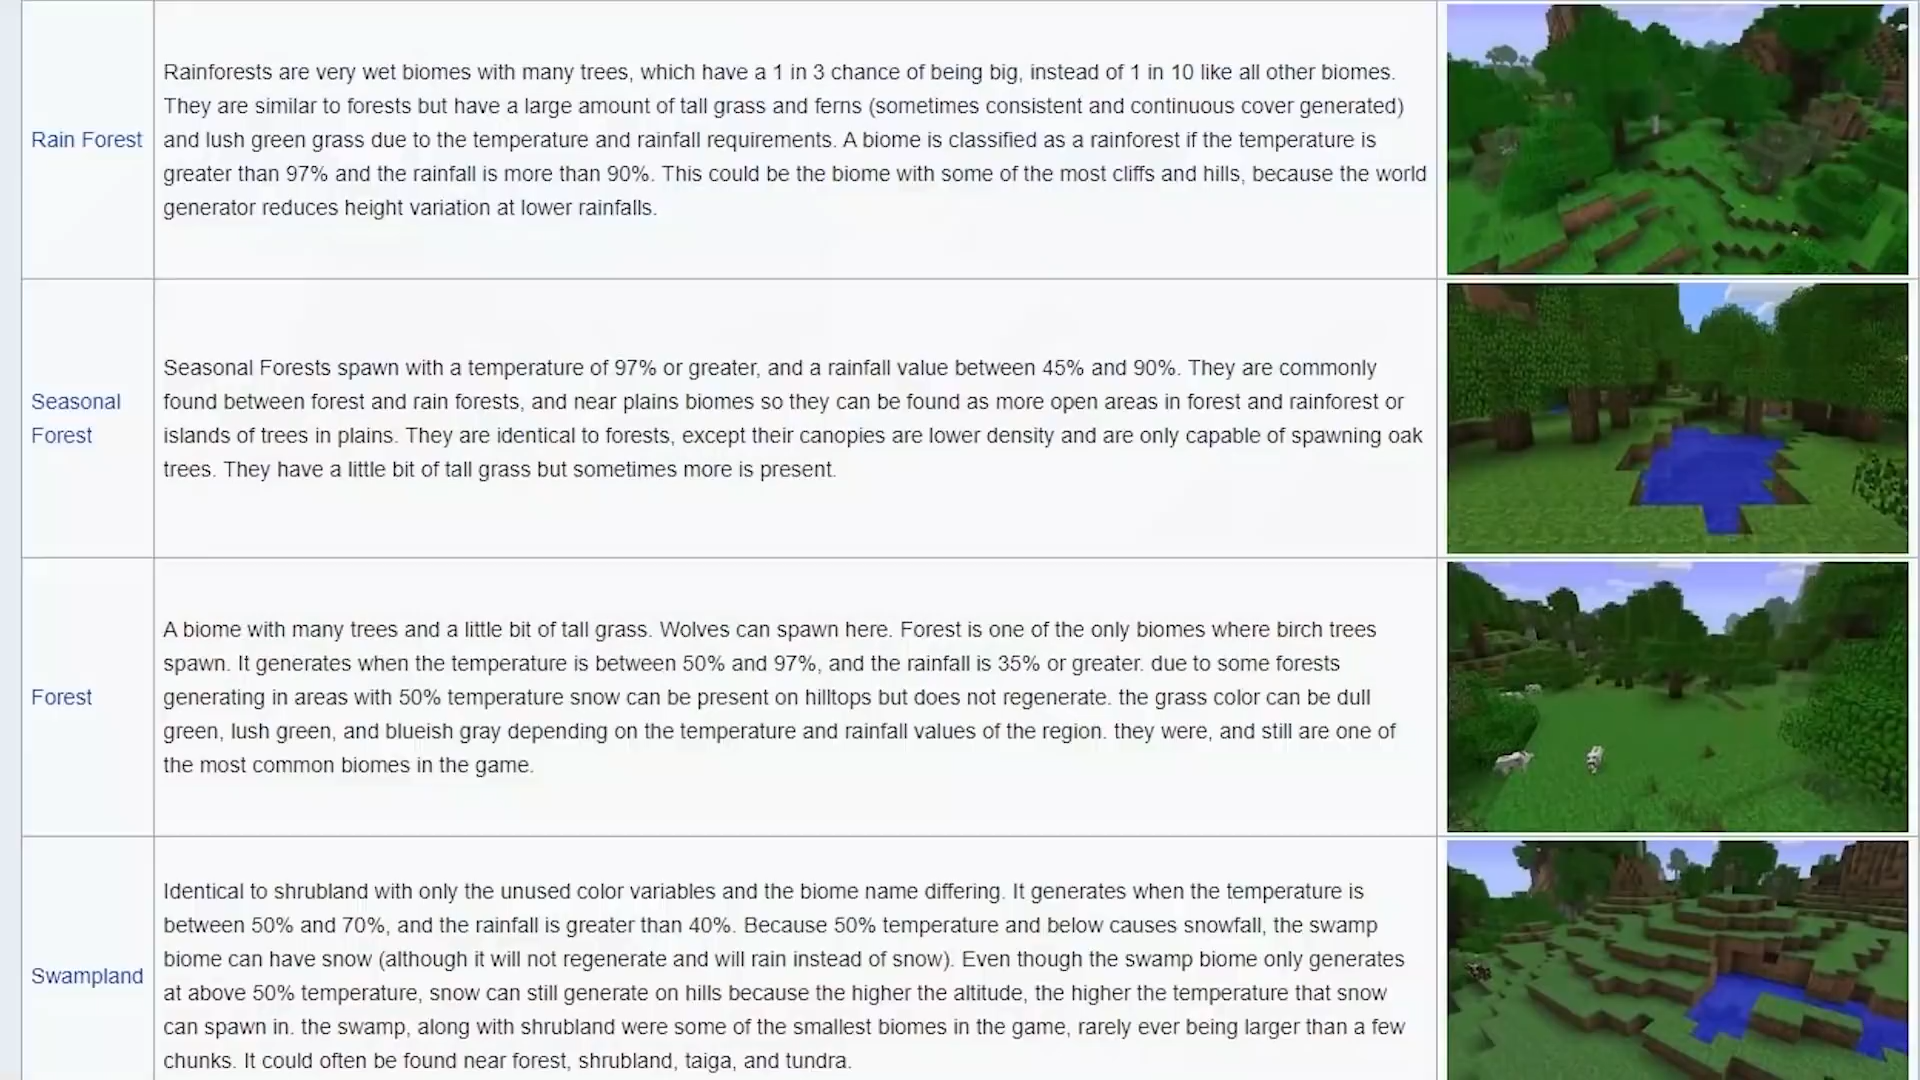 Rain Forest
Rainforests are very wet biomes with many trees, which have a 1 in 3 chance of being big, instead of 1 in 10 like all other biomes.
They are similar to forests but have a large amount of tall grass and ferns (sometimes consistent and continuous cover generated)
and lush green grass due to the temperature and rainfall requirements. A biome is classified as a rainforest if the temperature is
greater than 97% and the rainfall is more than 90%. This could be the biome with some of the most cliffs and hills, because the world
generator reduces height variation at lower rainfalls.
Seasonal
Forest
Seasonal Forests spawn with a temperature of 97% or greater, and a rainfall value between 45% and 90%. They are commonly
found between forest and rain forests, and near plains biomes so they can be found as more open areas in forest and rainforest or
islands of trees in plains. They are identical to forests, except their canopies are lower density and are only capable of spawning oak
trees. They have a little bit of tall grass but sometimes more is present.
Forest
A biome with many trees and a little bit of tall grass. Wolves can spawn here. Forest is one of the only biomes where birch trees
spawn. It generates when the temperature is between 50% and 97%, and the rainfall is 35% or greater. due to some forests
generating in areas with 50% temperature snow can be present on hilltops but does not regenerate. the grass color can be dull
green, lush green, and blueish gray depending on the temperature and rainfall values of the region. they were, and still are one of
the most common biomes in the game.
Swampland
Identical to shrubland with only the unused color variables and the biome name differing. It generates when the temperature is
between 50% and 70%, and the rainfall is greater than 40%. Because 50% temperature and below causes snowfall, the swamp
biome can have snow (although it will not regenerate and will rain instead of snow). Even though the swamp biome only generates
at above 50% temperature, snow can still generate on hills because the higher the altitude, the higher the temperature that snow
can spawn in. the swamp, along with shrubland were some of the smallest biomes in the game, rarely ever being larger than a few
chunks. It could often be found near forest, shrubland, taiga, and tundra.